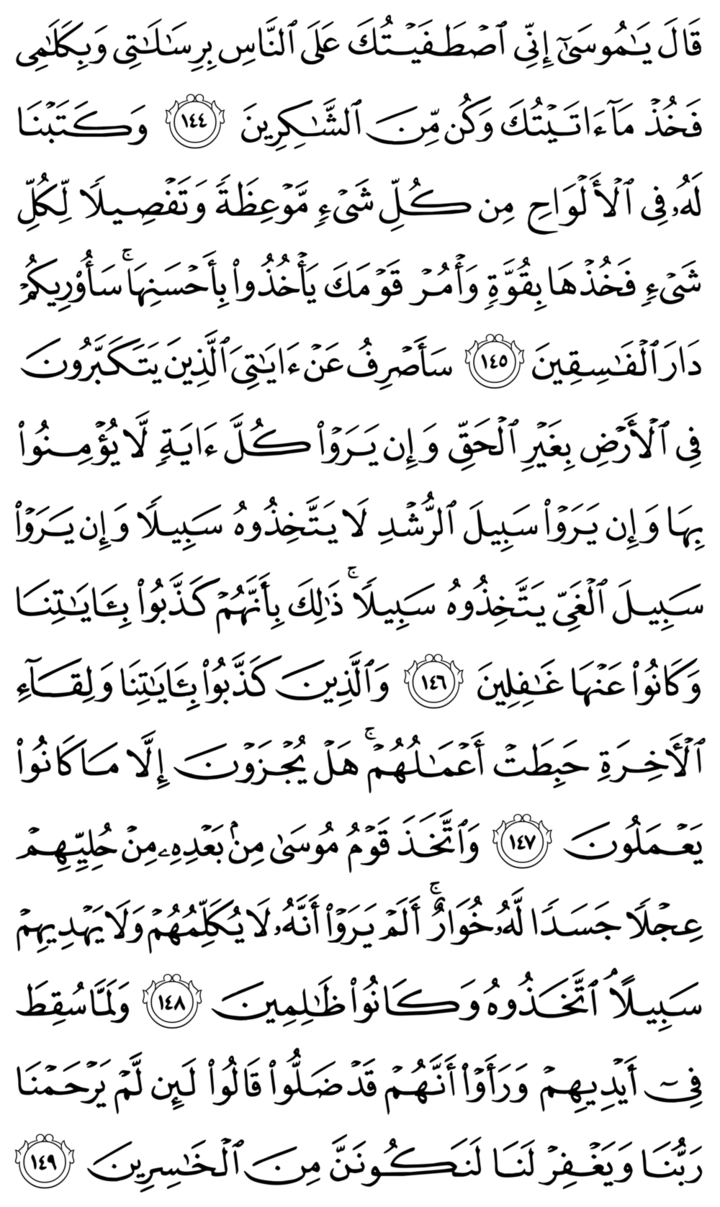 قَالَ يَـٰمُوسَىٰٓ إِنِّى ٱصْطَفَيْتُكَ عَلَى ٱلنَّاسِ بِرِسَـٰلَـٰتِى وَبِكَلَـٰمِى
فَخُذْ مَآ ءَاتَيْتُكَ وَكُن مِّنَ ٱلشَّـٰكِرِينَ ١٤٤ وَكَتَبْنَا
لَهُۥ فِى ٱلْأَلْوَاحِ مِن كُلِّ شَىْءٍ مَّوْعِظَةً وَتَفْصِيلًا لِّكُلِّ
شَىْءٍ فَخُذْهَا بِقُوَّةٍ وَأْمُرْ قَوْمَكَ يَأْخُذُوا۟ بِأَحْسَنِهَا ۚ سَأُو۟رِيكُمْ
دَارَ ٱلْفَـٰسِقِينَ ١٤٥ سَأَصْرِفُ عَنْ ءَايَـٰتِىَ ٱلَّذِينَ يَتَكَبَّرُونَ
فِى ٱلْأَرْضِ بِغَيْرِ ٱلْحَقِّ وَإِن يَرَوْا۟ كُلَّ ءَايَةٍ لَّا يُؤْمِنُوا۟
بِهَا وَإِن يَرَوْا۟ سَبِيلَ ٱلرُّشْدِ لَا يَتَّخِذُوهُ سَبِيلًا وَإِن يَرَوْا۟
سَبِيلَ ٱلْغَىِّ يَتَّخِذُوهُ سَبِيلًا ۚ ذَٰلِكَ بِأَنَّهُمْ كَذَّبُوا۟ بِـَٔايَـٰتِنَا
وَكَانُوا۟ عَنْهَا غَـٰفِلِينَ ١٤٦ وَٱلَّذِينَ كَذَّبُوا۟ بِـَٔايَـٰتِنَا وَلِقَآءِ
ٱلْـَٔاخِرَةِ حَبِطَتْ أَعْمَـٰلُهُمْ ۚ هَلْ يُجْزَوْنَ إِلَّا مَا كَانُوا۟
يَعْمَلُونَ ١٤٧ وَٱتَّخَذَ قَوْمُ مُوسَىٰ مِنۢ بَعْدِهِۦ مِنْ حُلِيِّهِمْ
عِجْلًا جَسَدًا لَّهُۥ خُوَارٌ ۚ أَلَمْ يَرَوْا۟ أَنَّهُۥ لَا يُكَلِّمُهُمْ وَلَا يَهْدِيهِمْ
سَبِيلًا ۘ ٱتَّخَذُوهُ وَكَانُوا۟ ظَـٰلِمِينَ ١٤٨ وَلَمَّا سُقِطَ
فِىٓ أَيْدِيهِمْ وَرَأَوْا۟ أَنَّهُمْ قَدْ ضَلُّوا۟ قَالُوا۟ لَئِن لَّمْ يَرْحَمْنَا
رَبُّنَا وَيَغْفِرْ لَنَا لَنَكُونَنَّ مِنَ ٱلْخَـٰسِرِينَ ١٤٩